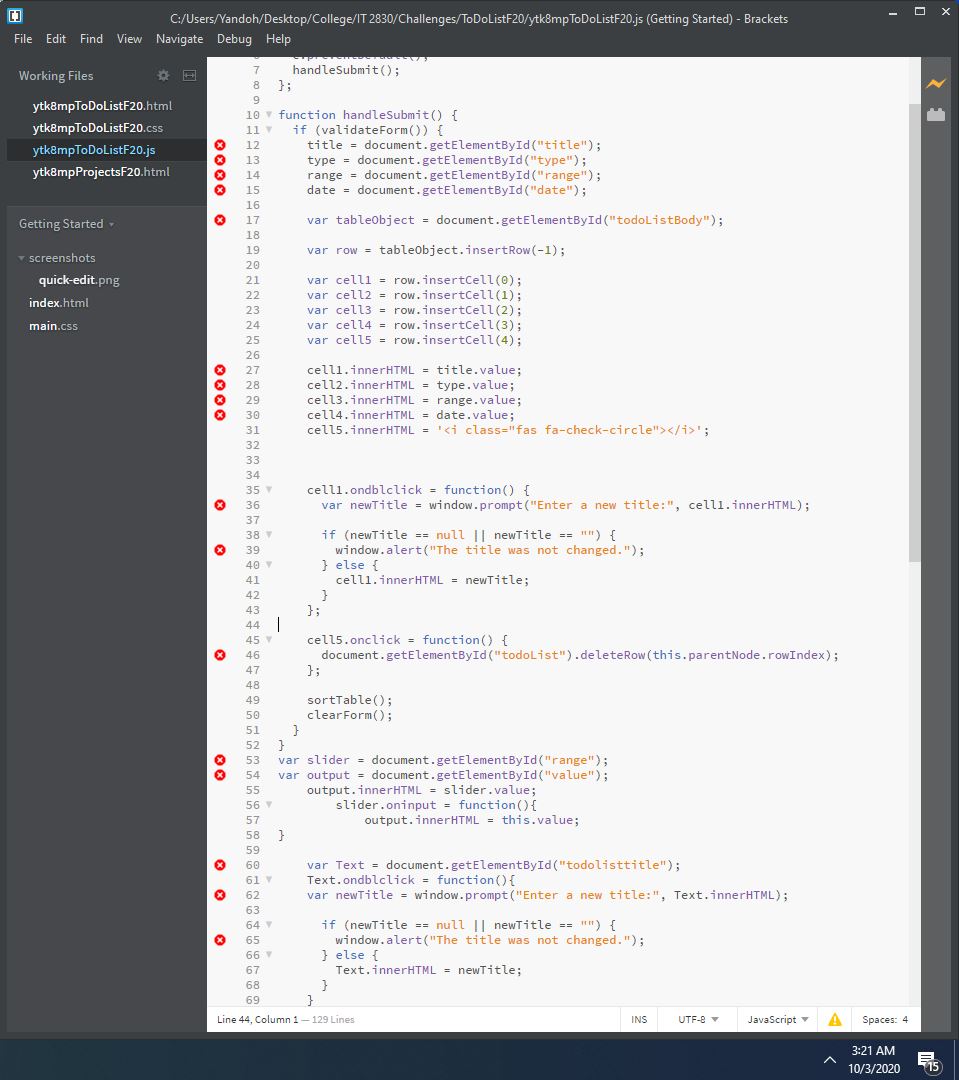 C:/Users/Yandoh/Desktop/College/IT 2830/Challenges/ToDoListF20/ytk8mpToDoListF20.js (Getting Started) - Brackets
File Edit Find View Navigate Debug Help
Working Files
ytk8mpToDoListF20.html
ytk8mpToDoListF20.css
ytk8mpToDoListF20.js
ytk8mpProjectsF20.html
Getting Started
screenshots
quick-edit.png
index.html
main.css
6 e.preventDefault();
7 handleSubmit();
8 };
9
10 function handleSubmit() {
11 if (validateForm()) {
12 title = document.getElementById("title");
13 type = document.getElementById("type");
14 range = document.getElementById("range");
15 date = document.getElementById("date");
16
17 var tableObject = document.getElementById("todoListBody");
18
19 var row = tableObject.insertRow(-1);
20
21 var cell1 = row.insertCell(0);
22 var cell2 = row.insertCell(1);
23 var cell3 = row.insertCell(2);
24 var cell4 = row.insertCell(3);
25 var cell5 = row.insertCell(4);
26
27 cell1.innerHTML = title.value;
28 cell2.innerHTML = type.value;
29 cell3.innerHTML = range.value;
30 cell4.innerHTML = date.value;
31 cell5.innerHTML = '<i class="fas fa-check-circle"></i>';
32
33
34
35 cell1.ondblclick = function() {
36 var newTitle = window.prompt("Enter a new title:", cell1.innerHTML);
37
38 if (newTitle == null || newTitle == "") {
39 window.alert("The title was not changed.");
40 } else {
41 cell1.innerHTML = newTitle;
42 }
43 };
44
45 cell5.onclick = function() {
46 document.getElementById("todoList").deleteRow(this.parentNode.rowIndex);
47 };
48
49 sortTable();
50 clearForm();
51 }
52 }
53 var slider = document.getElementById("range");
54 var output = document.getElementById("value");
55 output.innerHTML = slider.value;
56 slider.oninput = function(){
57 output.innerHTML = this.value;
58 }
59
60 var Text = document.getElementById("todolisttitle");
61 Text.ondblclick = function(){
62 var newTitle = window.prompt("Enter a new title:", Text.innerHTML);
63
64 if (newTitle == null || newTitle == "") {
65 window.alert("The title was not changed.");
66 } else {
67 Text.innerHTML = newTitle;
68 }
69 }
Line 44, Column 1 — 129 Lines INS UTF-8 JavaScript Spaces: 4
3:21 AM
10/3/2020
15